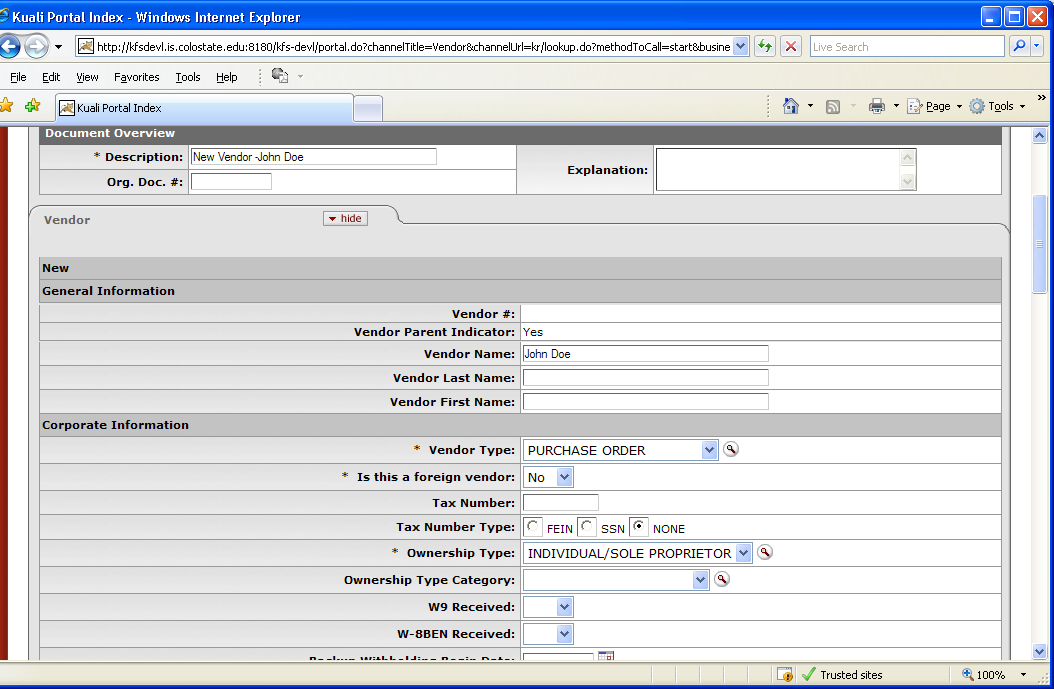 Kuali Portal Index - Windows Internet Explorer
http://kfsdevl.is.colostate.edu:8180/kfs-devl/portal.do?channelTitle=Vendor&channelUrl=kr/lookup.do?methodToCall=start&busine
Live Search
File Edit View Favorites Tools Help
Kuali Portal Index
Page Tools »
Document Overview
* Description: New Vendor -John Doe
Explanation:
Org. Doc. #:
Vendor
hide
New
General Information
Vendor #:
Vendor Parent Indicator: Yes
Vendor Name: John Doe
Vendor Last Name:
Vendor First Name:
Corporate Information
* Vendor Type: PURCHASE ORDER
* Is this a foreign vendor: No
Tax Number:
Tax Number Type: FEIN SSN NONE
* Ownership Type: INDIVIDUAL/SOLE PROPRIETOR
Ownership Type Category:
W9 Received:
W-8BEN Received:
Backup Withholding Begin Date:
Trusted sites
100%